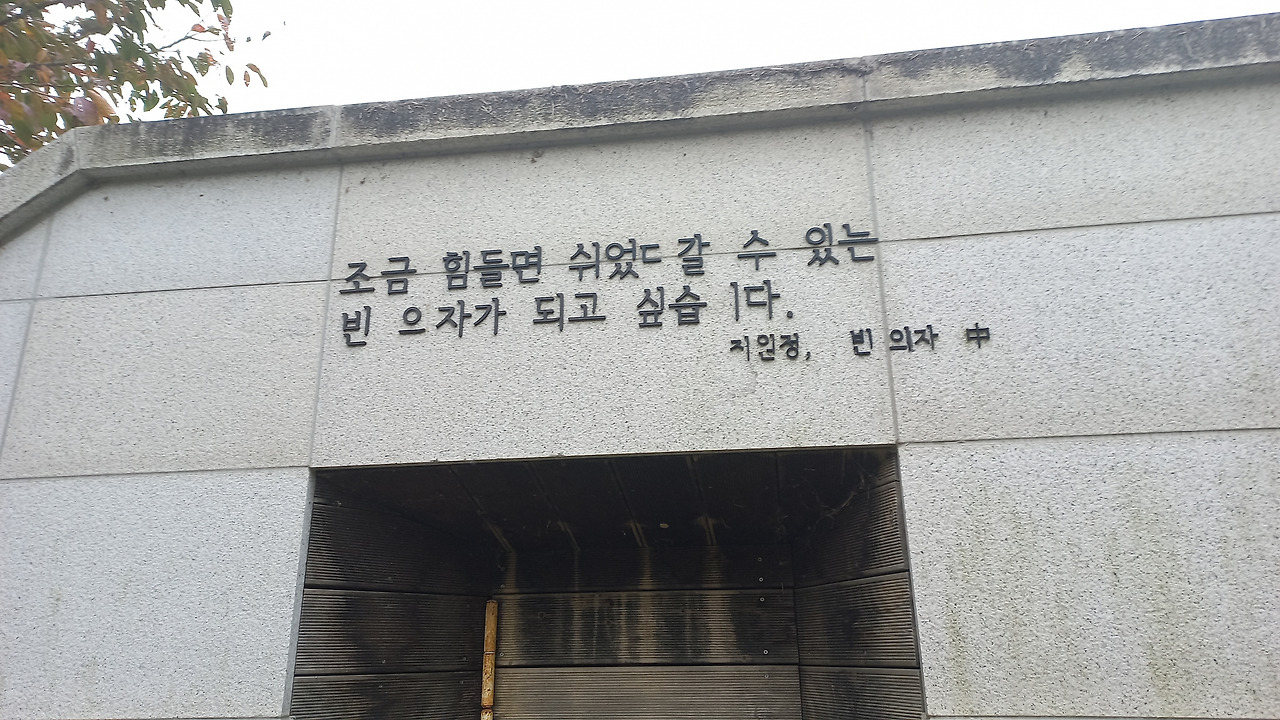 조금 힘들면 쉬었ㄷ 갈 수 있는
빈 으자가 되고 싶습 ㅣ다.
지인정, 빈 의자 中